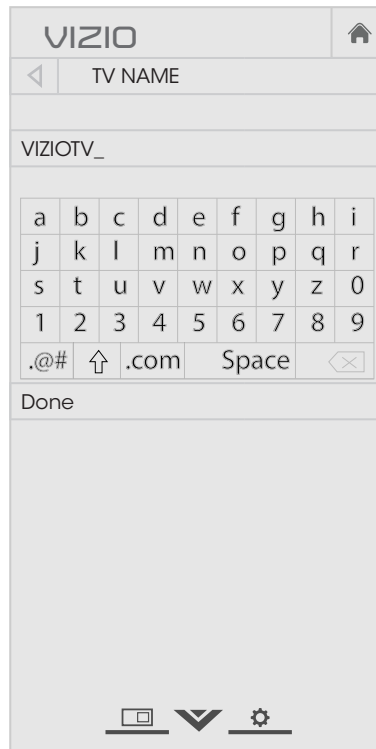 VIZIO
TV NAME
VIZIOTV_
a b c d e f g h i
j k l m n o p q r
s t u v w x y z 0
1 2 3 4 5 6 7 8 9
.@# .com Space
Done